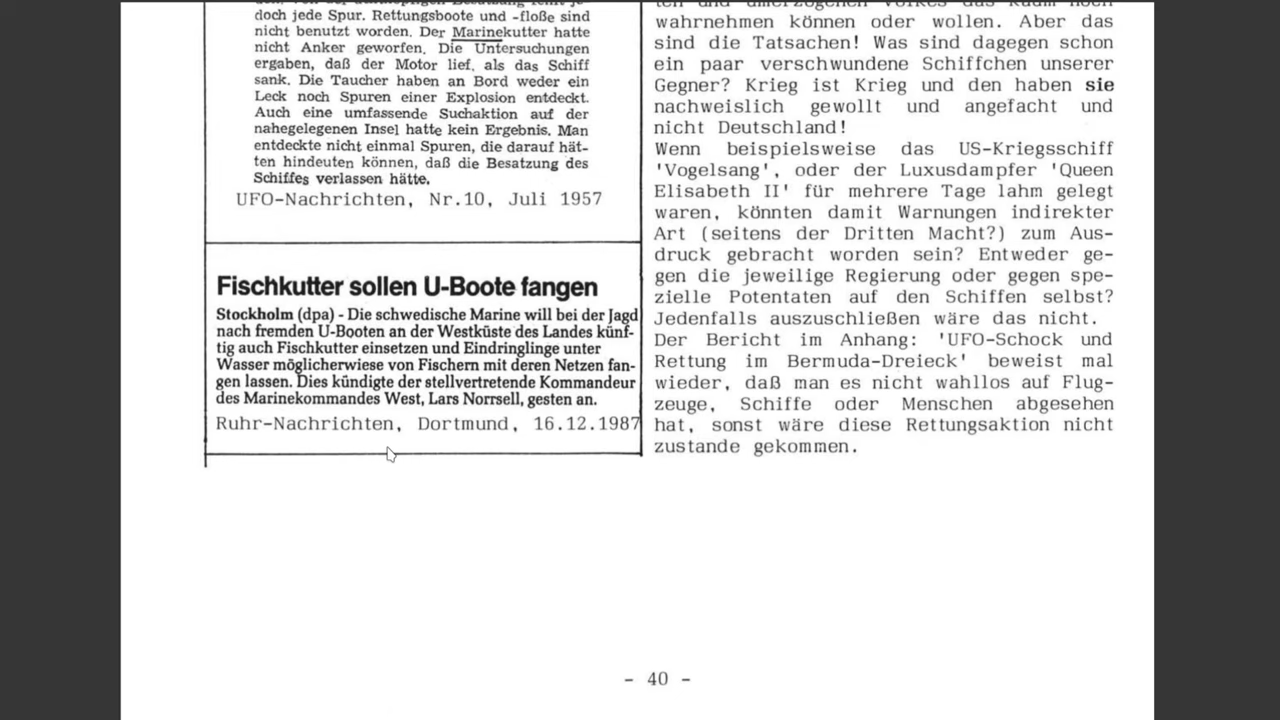 doch jede Spur. Rettungsboote und -floße sind
nicht benutzt worden. Der Marinekutter hatte
nicht Anker geworfen. Die Untersuchungen
ergaben, daß der Motor lief, als das Schiff
sank. Die Taucher haben an Bord weder ein
Leck noch Spuren einer Explosion entdeckt.
Auch eine umfassende Suchaktion auf der
nahegelegenen Insel hatte kein Ergebnis. Man
entdeckte nicht einmal Spuren, die darauf hät-
ten hindeuten können, daß die Besatzung des
Schiffes verlassen hätte.
UFO-Nachrichten, Nr.10, Juli 1957
Fischkutter sollen U-Boote fangen
Stockholm (dpa) - Die schwedische Marine will bei der Jagd
nach fremden U-Booten an der Westküste des Landes künf-
tig auch Fischkutter einsetzen und Eindringlinge unter
Wasser möglicherwiese von Fischern mit deren Netzen fan-
gen lassen. Dies kündigte der stellvertretende Kommandeur
des Marinekommandes West, Lars Norrsell, gesten an.
Ruhr-Nachrichten, Dortmund, 16.12.1987
ten und umerzogenen Volkes das kaum noch
wahrnehmen können oder wollen. Aber das
sind die Tatsachen! Was sind dagegen schon
ein paar verschwundene Schiffchen unserer
Gegner? Krieg ist Krieg und den haben sie
nachweislich gewollt und angefacht und
nicht Deutschland!
Wenn beispielsweise das US-Kriegsschiff
'Vogelsang', oder der Luxusdampfer 'Queen
Elisabeth II' für mehrere Tage lahm gelegt
waren, könnten damit Warnungen indirekter
Art (seitens der Dritten Macht?) zum Aus-
druck gebracht worden sein? Entweder ge-
gen die jeweilige Regierung oder gegen spe-
zielle Potentaten auf den Schiffen selbst?
Jedenfalls auszuschließen wäre das nicht.
Der Bericht im Anhang: 'UFO-Schock und
Rettung im Bermuda-Dreieck' beweist mal
wieder, daß man es nicht wahllos auf Flug-
zeuge, Schiffe oder Menschen abgesehen
hat, sonst wäre diese Rettungsaktion nicht
zustande gekommen.
- 40 -